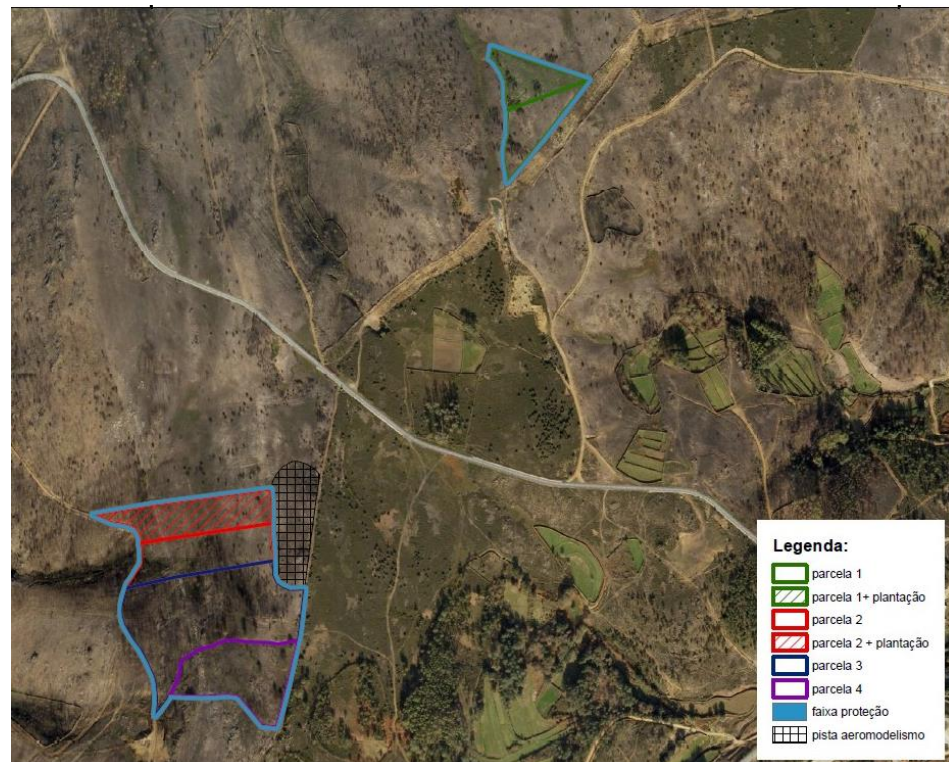 Legenda:
parcela 1
parcela 1+ plantação
parcela 2
parcela 2 + plantação
parcela 3
parcela 4
faixa proteção
pista aeromodelismo